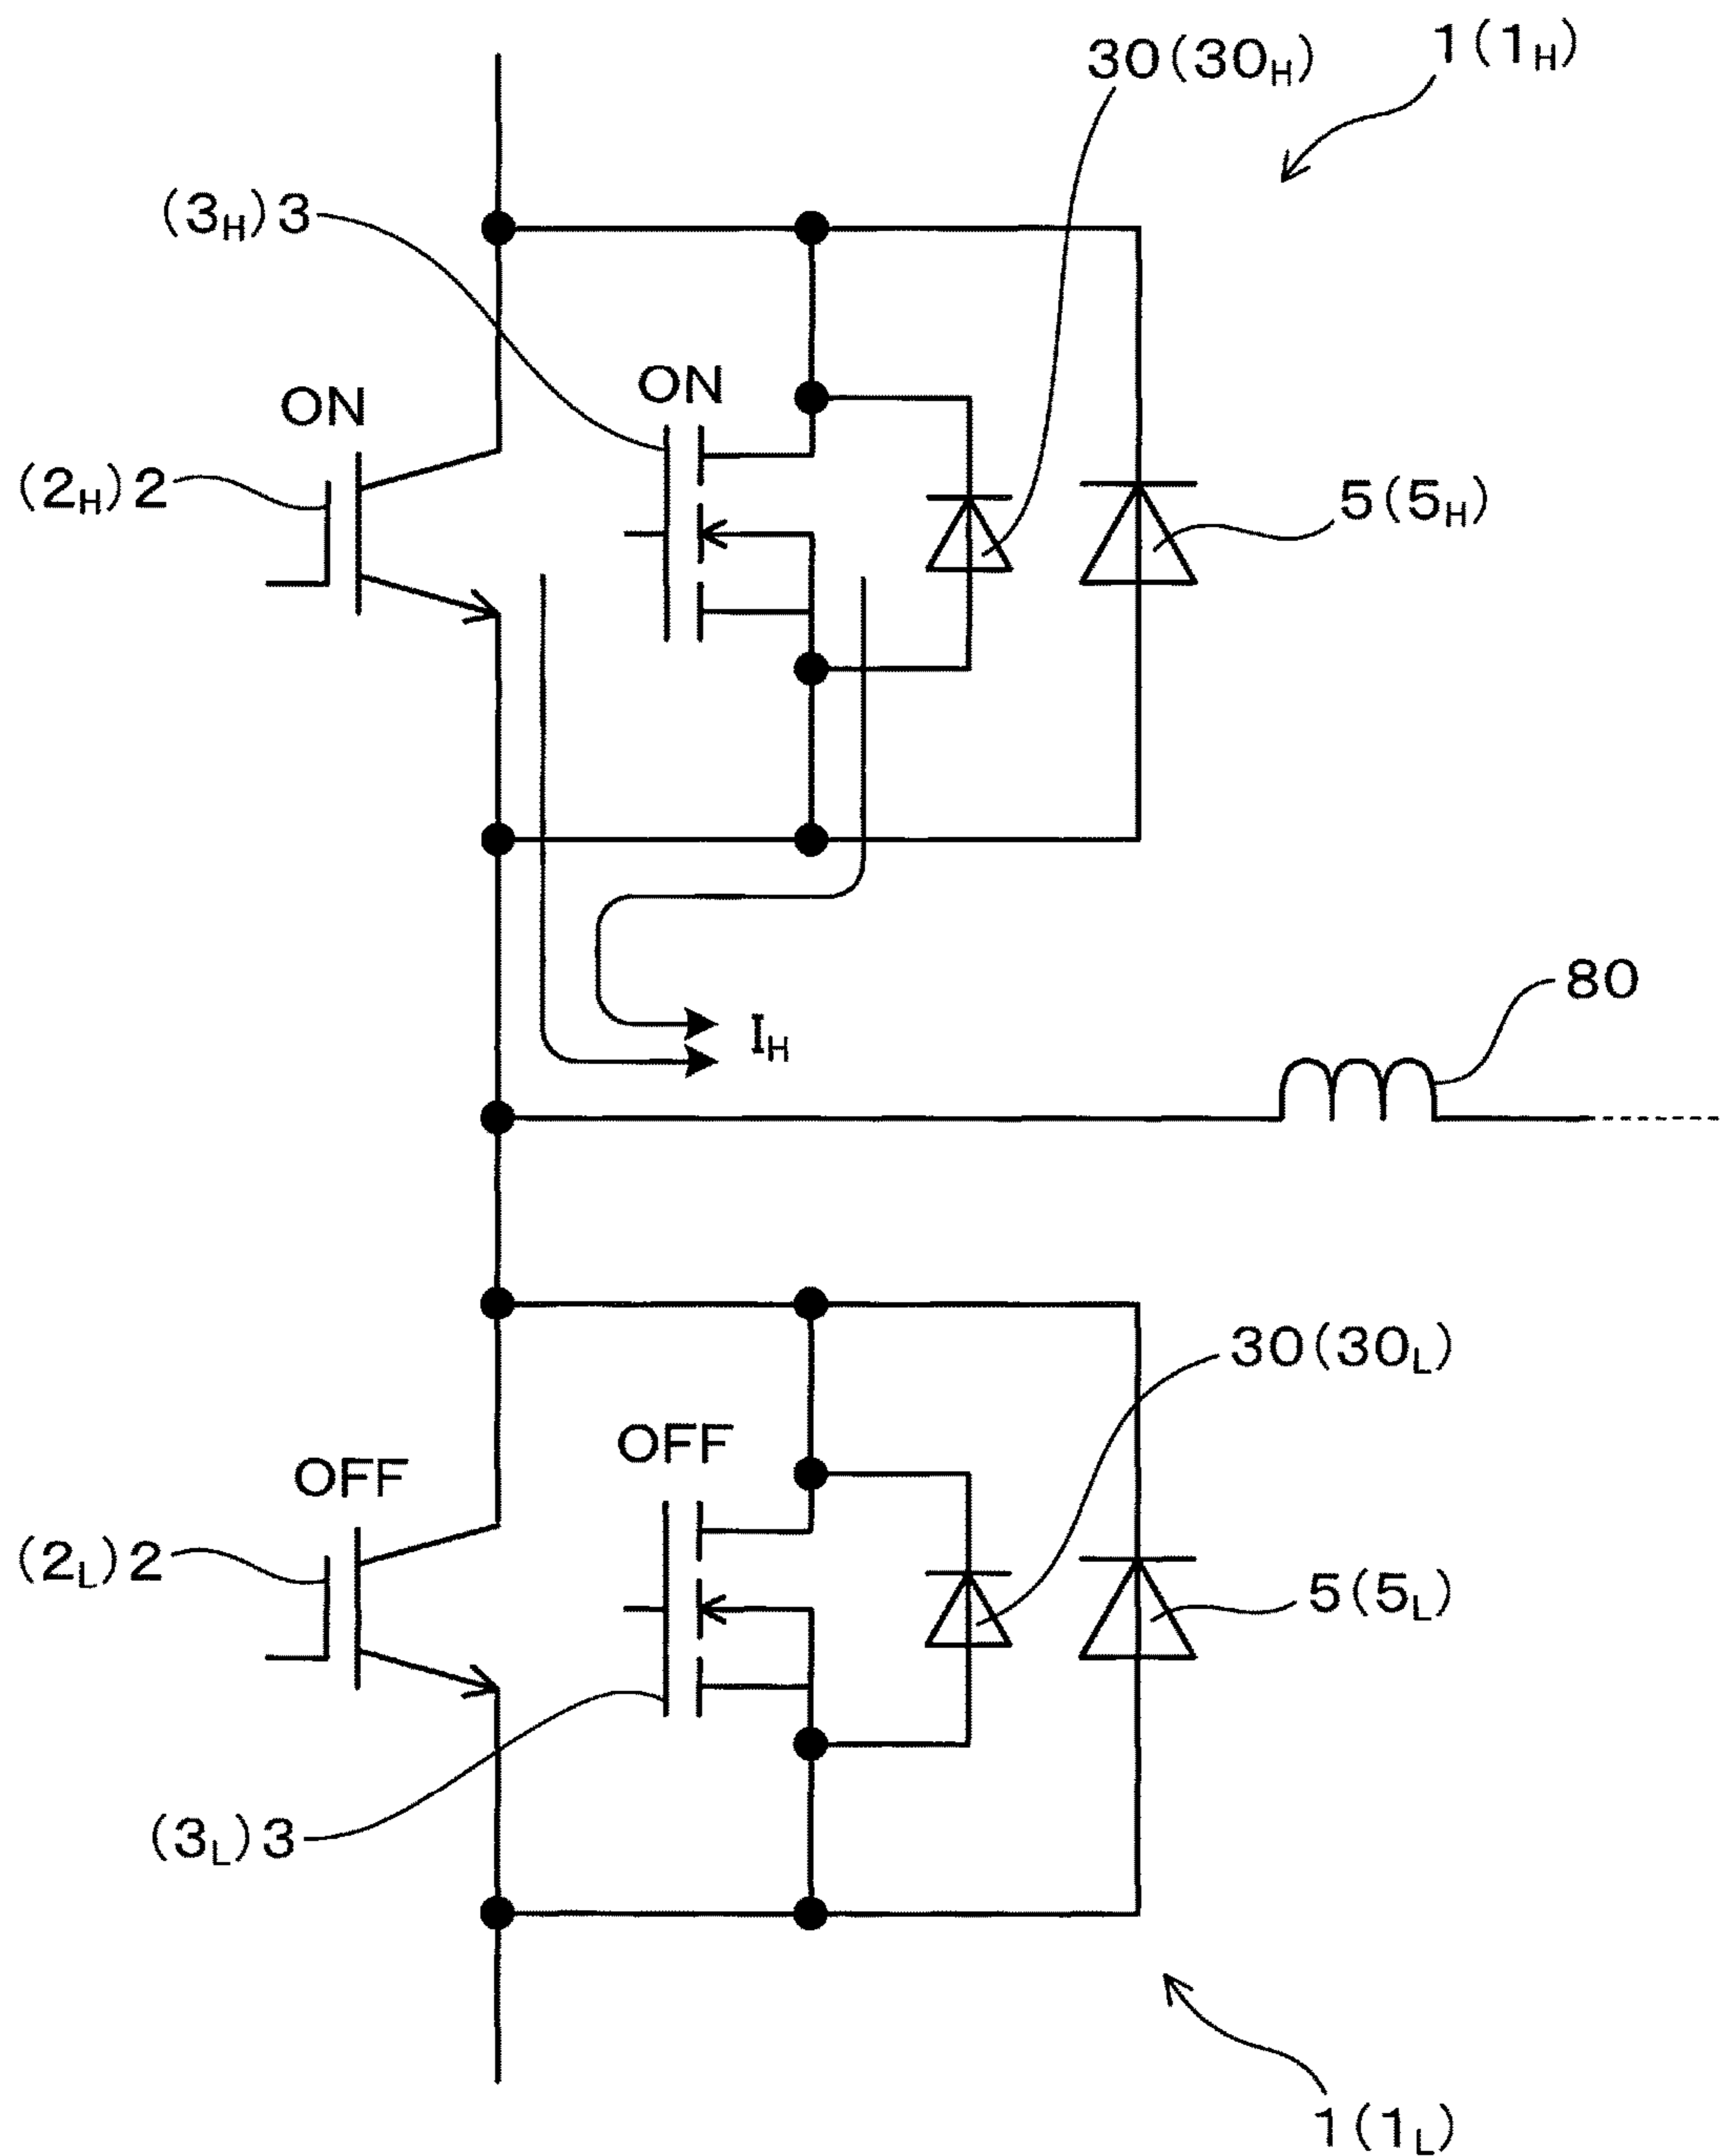 1(1H)
30(30H)
(3H)3
ON
ON
(2H)2
5(5H)
80
IH
30(30L)
OFF
OFF
(2L)2
5(5L)
(3L)3
1(1L)